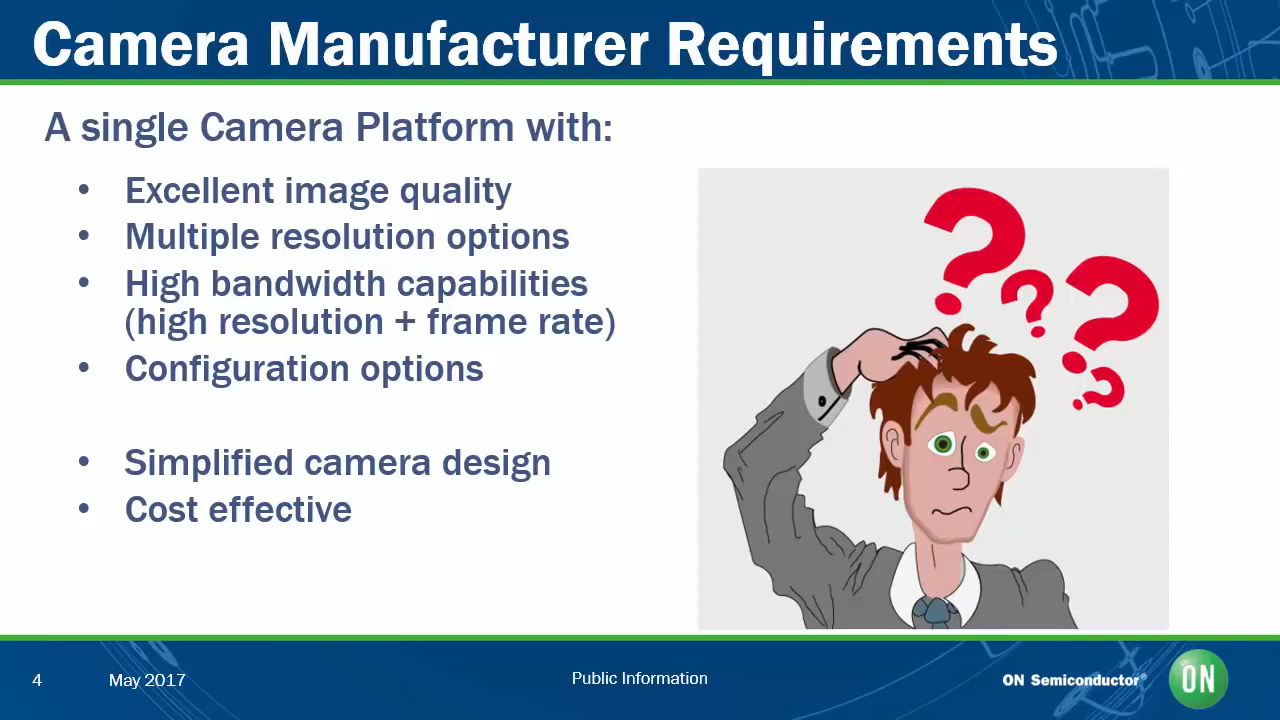 Camera Manufacturer Requirements
A single Camera Platform with:
• Excellent image quality
• Multiple resolution options
• High bandwidth capabilities
(high resolution + frame rate)
• Configuration options
• Simplified camera design
• Cost effective
? ? ? ?
4 May 2017 Public Information ON Semiconductor® ON